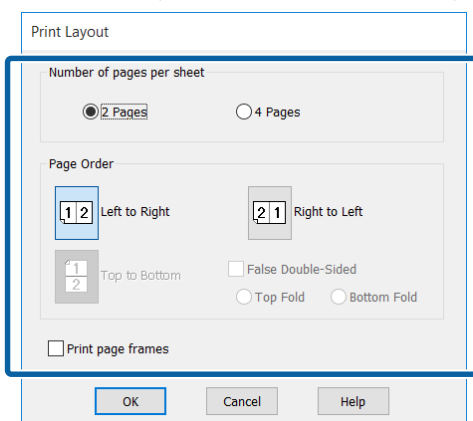 Print Layout
Number of pages per sheet
2 Pages
4 Pages
Page Order
1 2 Left to Right
2 1 Right to Left
1
2
Top to Bottom
False Double-Sided
Top Fold
Bottom Fold
Print page frames
OK
Cancel
Help